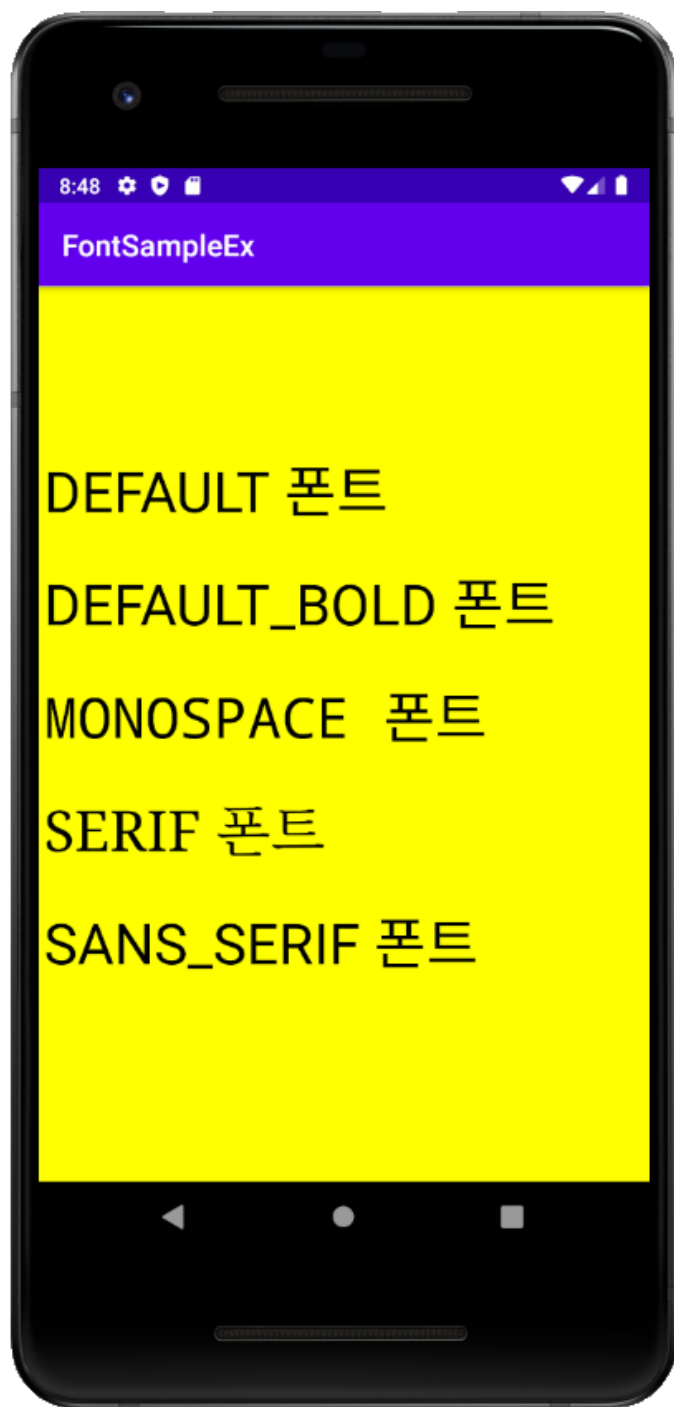 8:48
FontSampleEx
DEFAULT 폰트
DEFAULT_BOLD 폰트
MONOSPACE 폰트
SERIF 폰트
SANS_SERIF 폰트